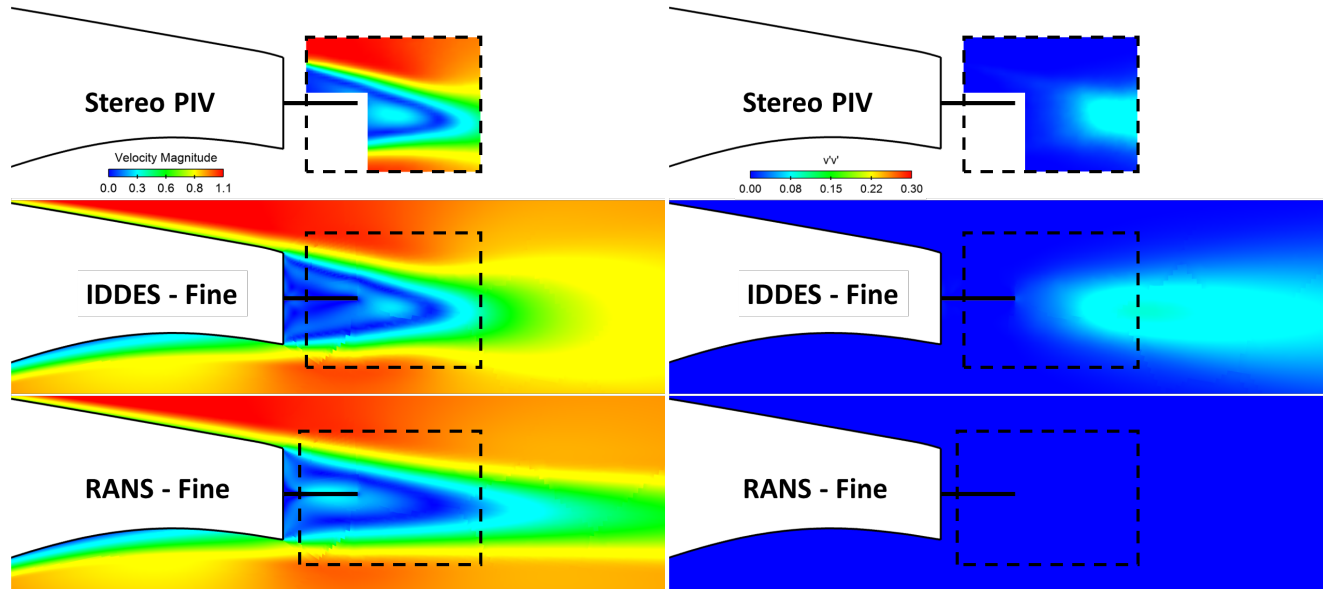 Stereo PIV
Velocity Magnitude
0.0 0.3 0.6 0.8 1.1
Stereo PIV
v'v'
0.00 0.08 0.15 0.22 0.30
IDDES - Fine
IDDES - Fine
RANS - Fine
RANS - Fine